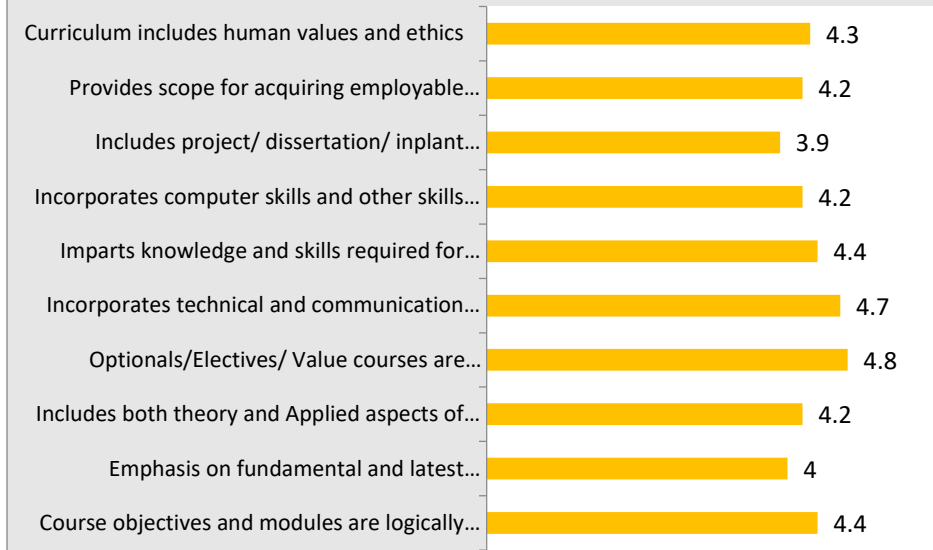 Curriculum includes human values and ethics 4.3
Provides scope for acquiring employable… 4.2
Includes project/ dissertation/ inplant… 3.9
Incorporates computer skills and other skills… 4.2
Imparts knowledge and skills required for… 4.4
Incorporates technical and communication… 4.7
Optionals/Electives/ Value courses are… 4.8
Includes both theory and Applied aspects of… 4.2
Emphasis on fundamental and latest… 4
Course objectives and modules are logically… 4.4